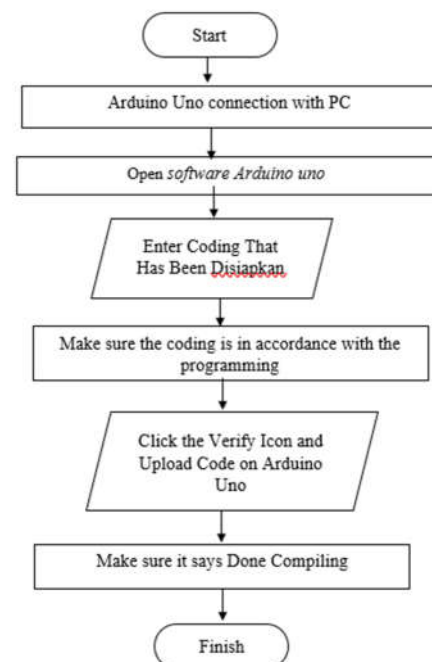 Start
Arduino Uno connection with PC
Open software Arduino uno
Enter Coding That
Has Been Disiapkan
Make sure the coding is in accordance with the
programming
Click the Verify Icon and
Upload Code on Arduino
Uno
Make sure it says Done Compiling
Finish